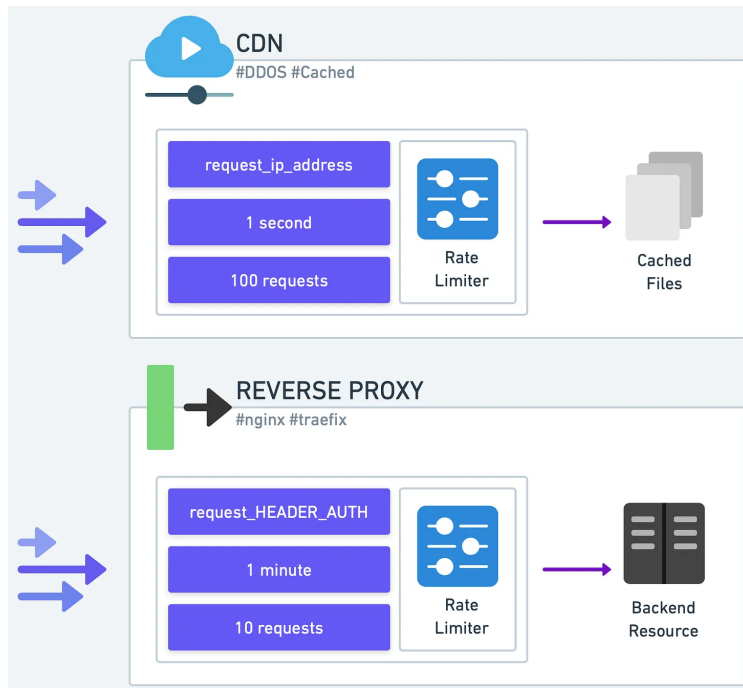 CDN
#DDOS #Cached
request_ip_address
1 second
100 requests
Rate
Limiter
Cached
Files
REVERSE PROXY
#nginx #traefix
request_HEADER_AUTH
1 minute
10 requests
Rate
Limiter
Backend
Resource